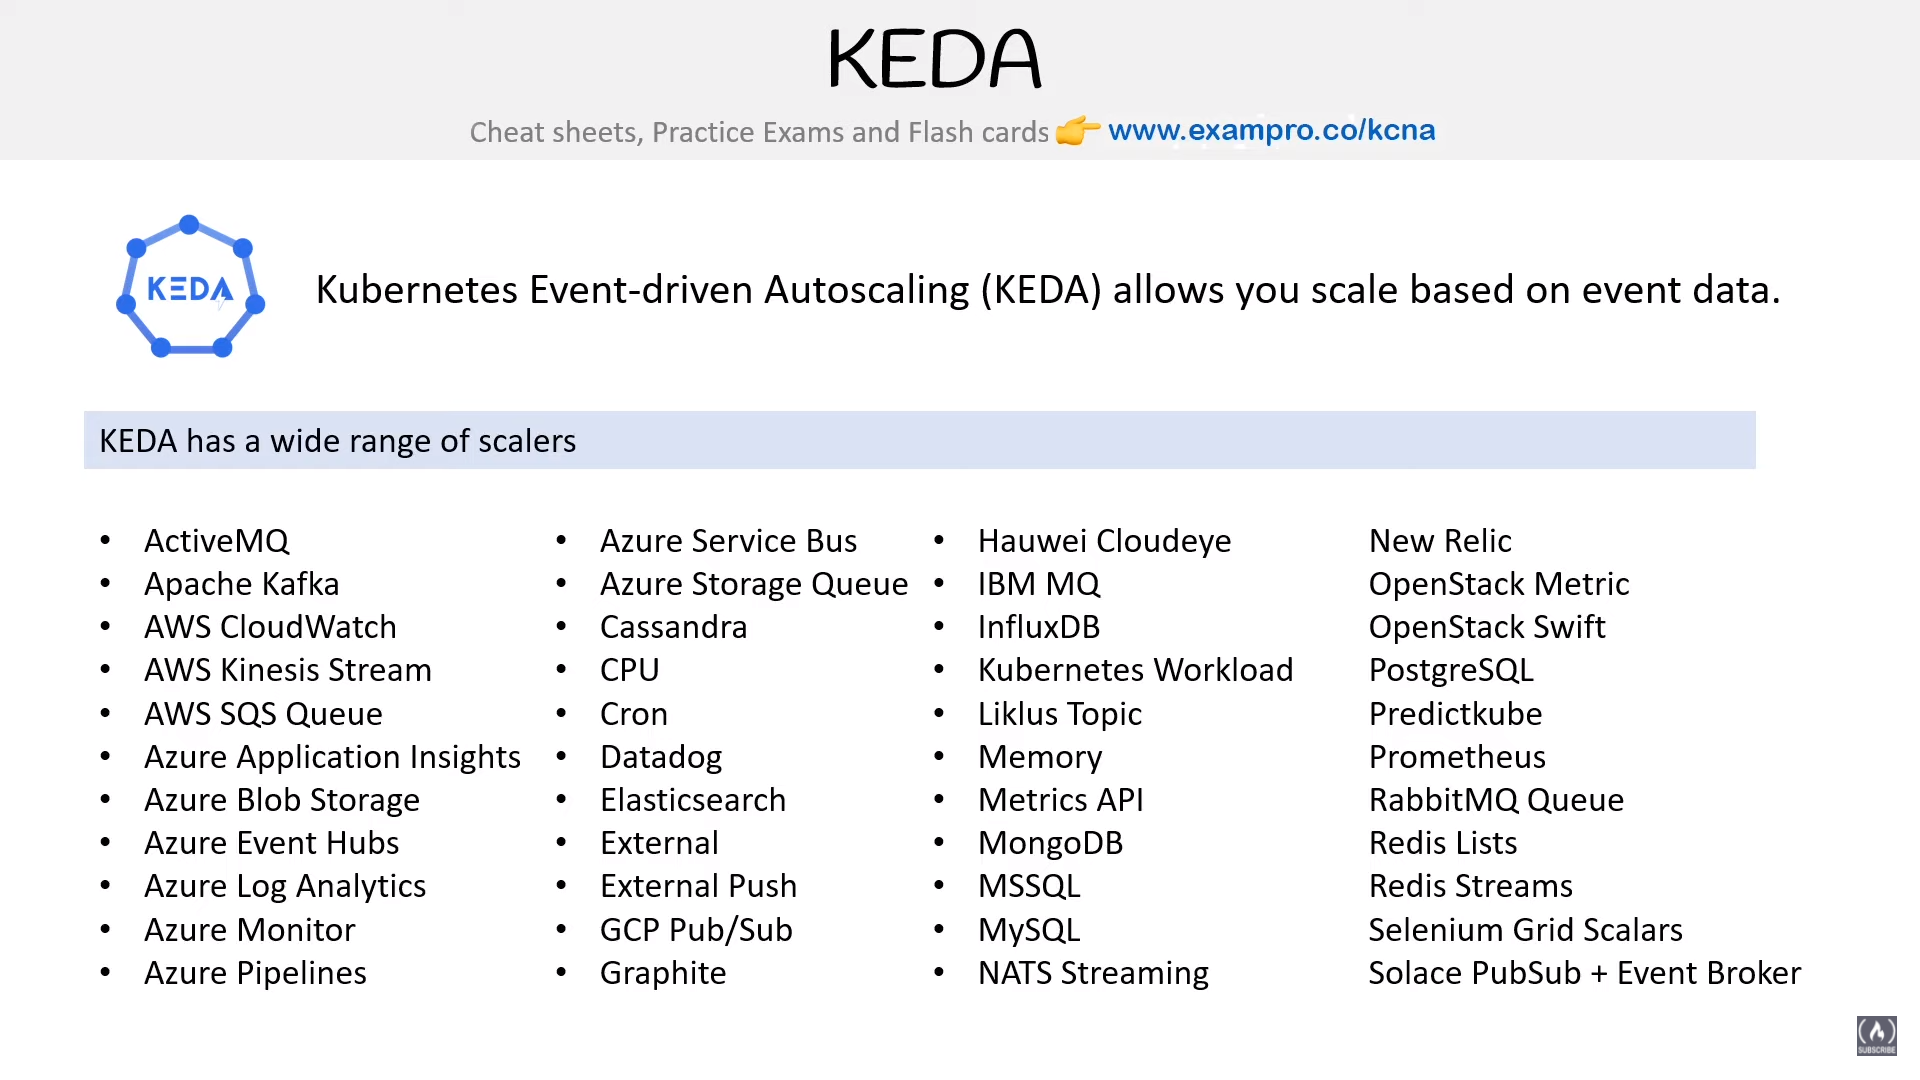 KEDA
Cheat sheets, Practice Exams and Flash cards 👉 www.exampro.co/kcna
KEDA
Kubernetes Event-driven Autoscaling (KEDA) allows you scale based on event data.
KEDA has a wide range of scalers
• ActiveMQ
• Apache Kafka
• AWS CloudWatch
• AWS Kinesis Stream
• AWS SQS Queue
• Azure Application Insights
• Azure Blob Storage
• Azure Event Hubs
• Azure Log Analytics
• Azure Monitor
• Azure Pipelines
• Azure Service Bus
• Azure Storage Queue
• Cassandra
• CPU
• Cron
• Datadog
• Elasticsearch
• External
• External Push
• GCP Pub/Sub
• Graphite
• Hauwei Cloudeye
• IBM MQ
• InfluxDB
• Kubernetes Workload
• Liklus Topic
• Memory
• Metrics API
• MongoDB
• MSSQL
• MySQL
• NATS Streaming
New Relic
OpenStack Metric
OpenStack Swift
PostgreSQL
Predictkube
Prometheus
RabbitMQ Queue
Redis Lists
Redis Streams
Selenium Grid Scalars
Solace PubSub + Event Broker
SUBSCRIBE